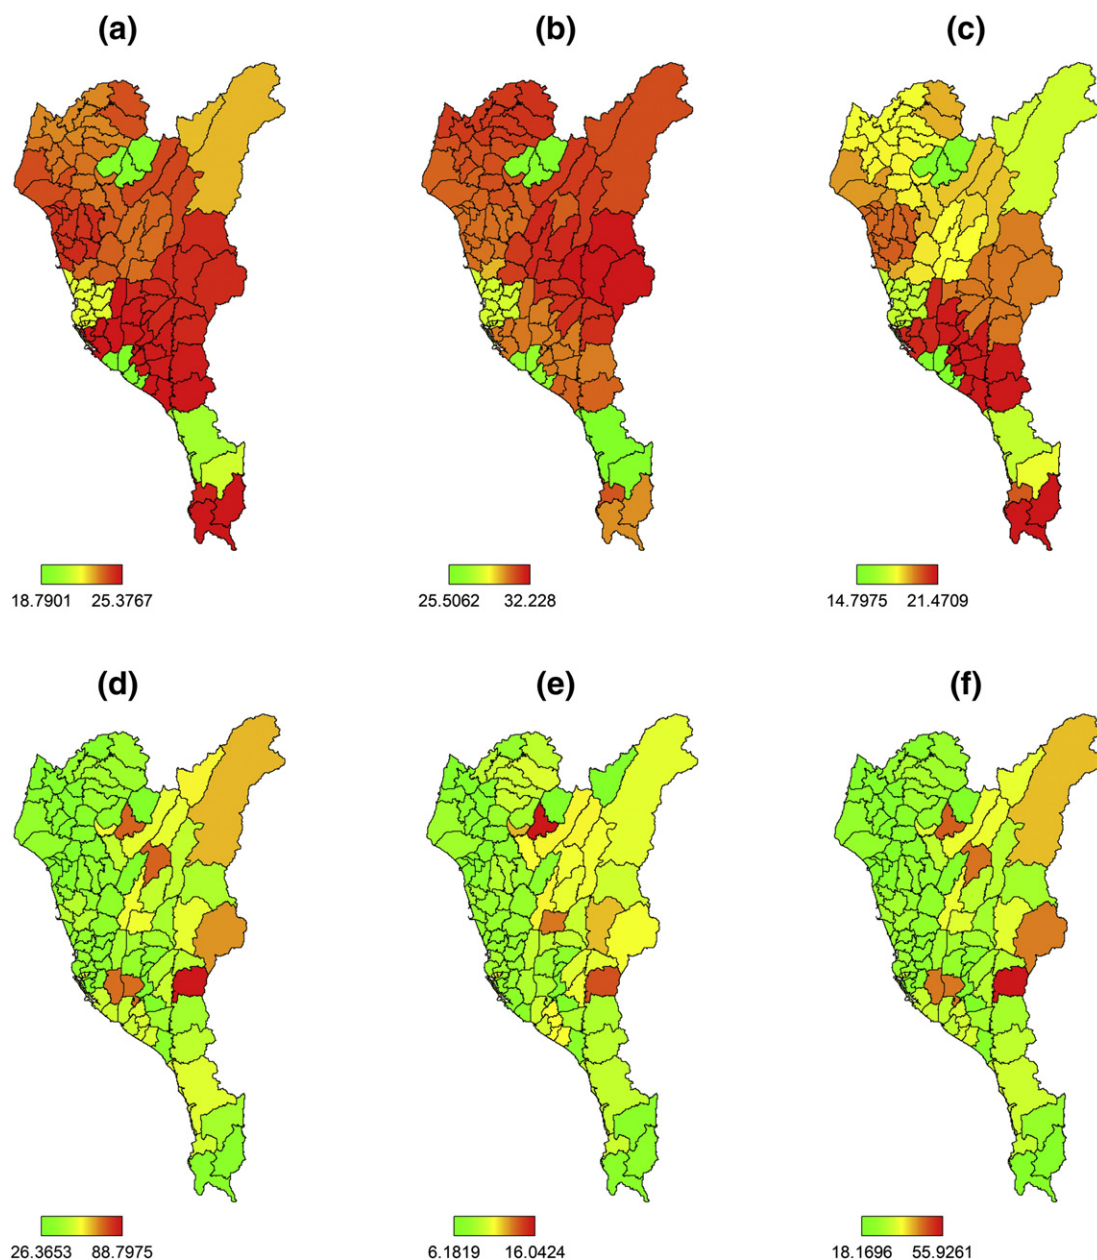 (a) (b) (c)
18.7901 25.3767 25.5062 32.228 14.7975 21.4709
(d) (e) (f)
26.3653 88.7975 6.1819 16.0424 18.1696 55.9261